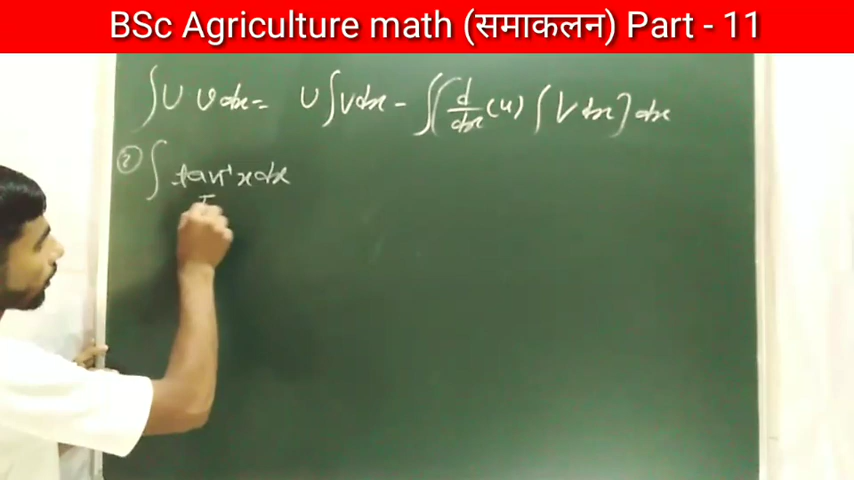 BSc Agriculture math (समाकलन) Part - 11
∫U v dx = U∫V dx - ∫[d/dx (u) ∫V dx] dx
② ∫ tan⁻¹x dx
I